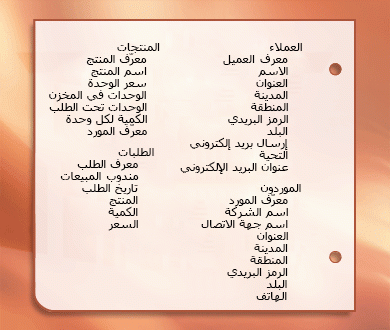 العملاء
معرف العميل
الاسم
العنوان
المدينة
المنطقة
الرمز البريدي
البلد
إرسال بريد إلكتروني
التحية
عنوان البريد الإلكتروني
الموردون
معرف المورد
اسم الشركة
اسم جهة الاتصال
العنوان
المدينة
المنطقة
الرمز البريدي
البلد
الهاتف
المنتجات
معرف المنتج
اسم المنتج
سعر الوحدة
الوحدات في المخزن
الوحدات تحت الطلب
الكمية لكل وحدة
معرف المورد
الطلبات
معرف الطلب
مندوب المبيعات
تاريخ الطلب
المنتج
الكمية
السعر